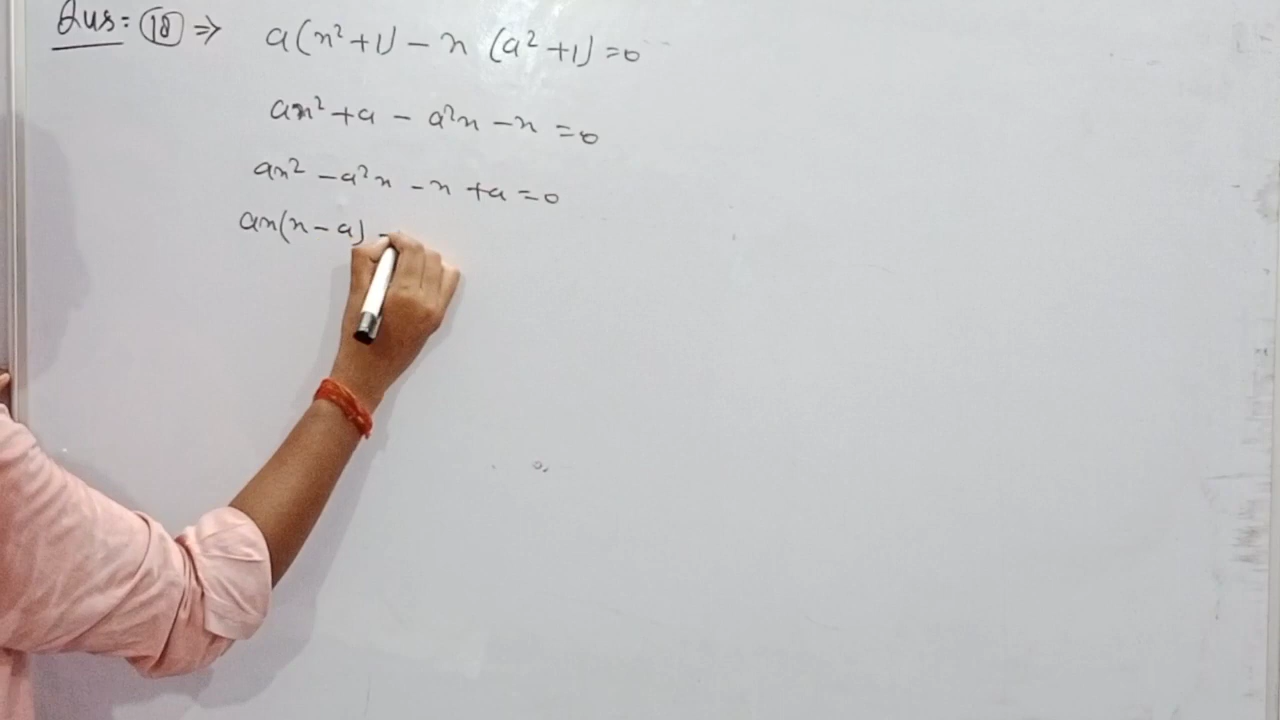 Qus: (18) ⇒ a(x²+1) - x (a²+1) = 0
ax² + a - a²x - x = 0
ax² - a²x - x + a = 0
ax(x - a) -